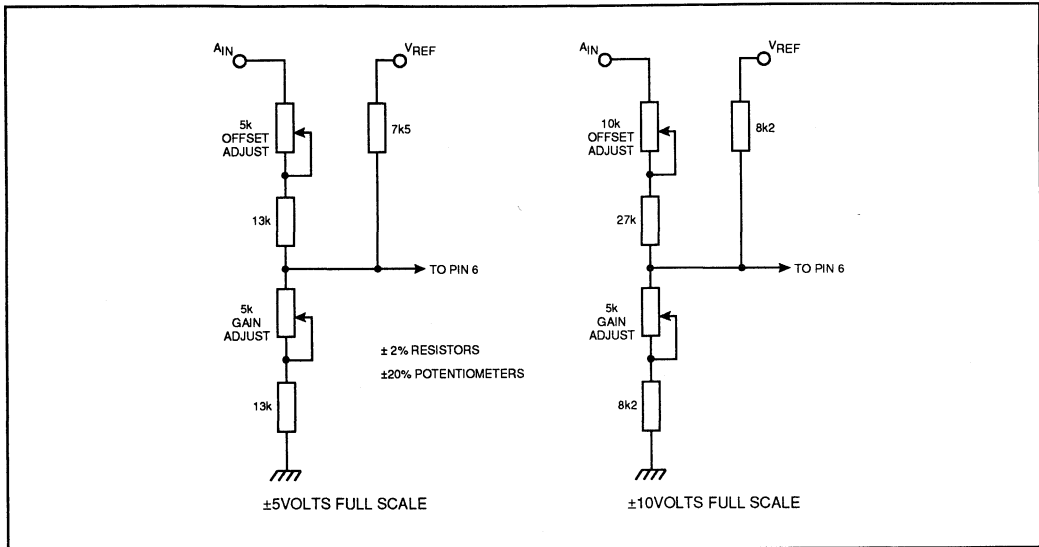 AIN
VREF
5k
OFFSET
ADJUST
7k5
13k
TO PIN 6
5k
GAIN
ADJUST
± 2% RESISTORS
±20% POTENTIOMETERS
13k
±5VOLTS FULL SCALE
AIN
VREF
10k
OFFSET
ADJUST
8k2
27k
TO PIN 6
5k
GAIN
ADJUST
8k2
±10VOLTS FULL SCALE